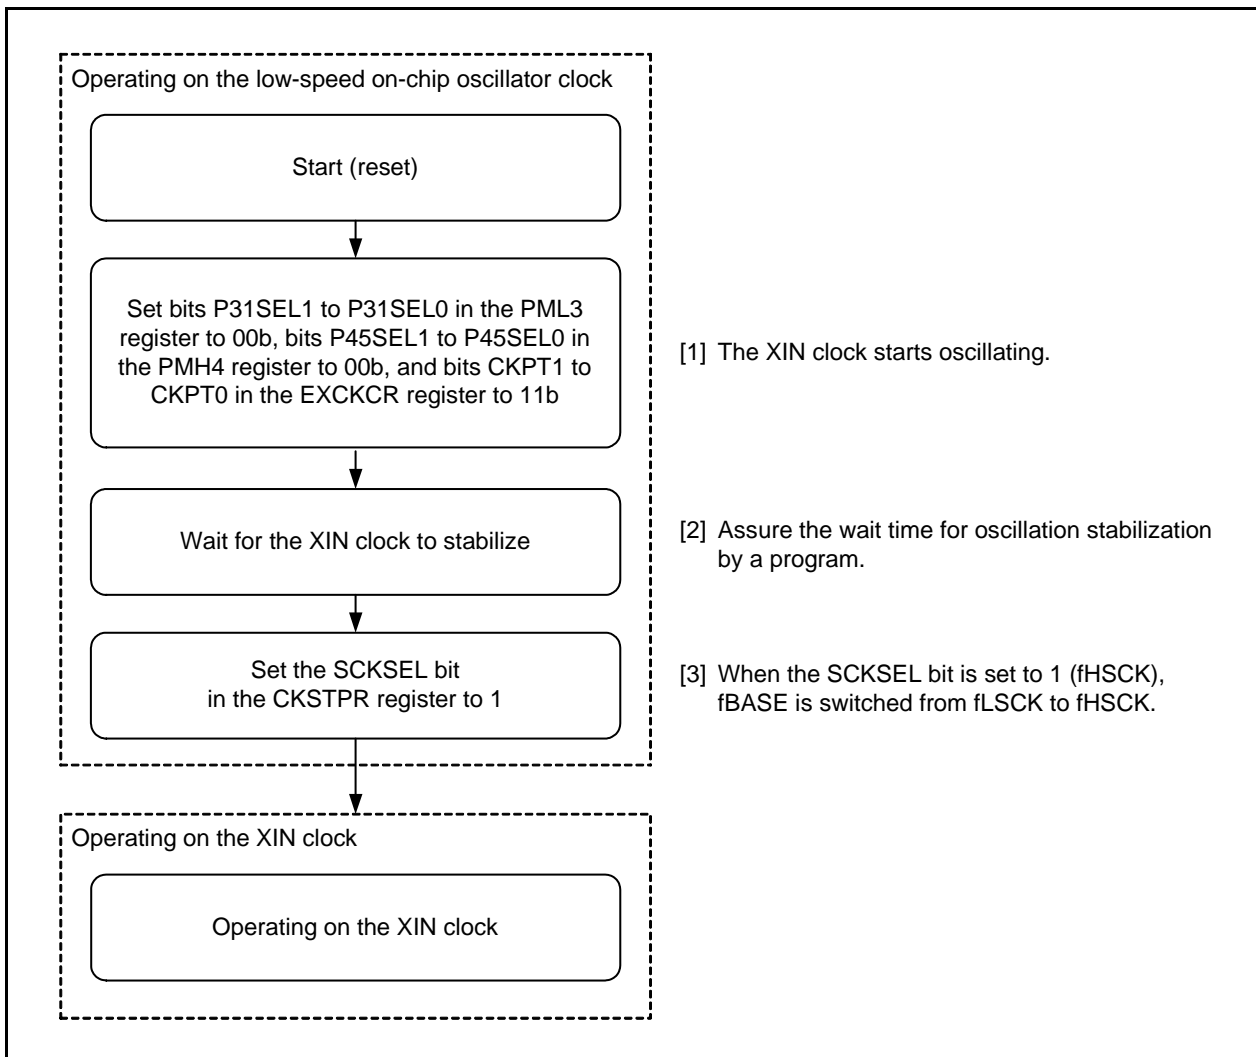 Operating on the low-speed on-chip oscillator clock
Start (reset)
Set bits P31SEL1 to P31SEL0 in the PML3
register to 00b, bits P45SEL1 to P45SEL0 in
the PMH4 register to 00b, and bits CKPT1 to
CKPT0 in the EXCKCR register to 11b
[1] The XIN clock starts oscillating.
Wait for the XIN clock to stabilize
[2] Assure the wait time for oscillation stabilization
by a program.
Set the SCKSEL bit
in the CKSTPR register to 1
[3] When the SCKSEL bit is set to 1 (fHSCK),
fBASE is switched from fLSCK to fHSCK.
Operating on the XIN clock
Operating on the XIN clock